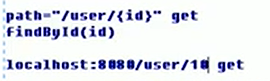 path="/user/{id}" get
findById(id)
localhost:8080/user/10 get